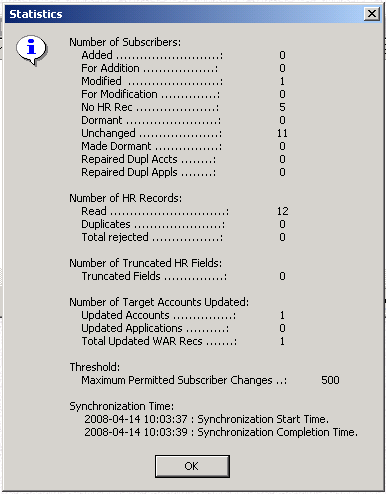 Statistics
Number of Subscribers:
Added ........................: 0
For Addition .................: 0
Modified .....................: 1
For Modification .............: 0
No HR Rec ...................: 5
Dormant .....................: 0
Unchanged ...................: 11
Made Dormant ...............: 0
Repaired Dupl Accts ........: 0
Repaired Dupl Appls ........: 0
Number of HR Records:
Read ...........................: 12
Duplicates .....................: 0
Total rejected .................: 0
Number of Truncated HR Fields:
Truncated Fields ..............: 0
Number of Target Accounts Updated:
Updated Accounts ...............: 1
Updated Applications ...........: 0
Total Updated WAR Recs .......: 1
Threshold:
Maximum Permitted Subscriber Changes ..: 500
Synchronization Time:
2008-04-14 10:03:37 : Synchronization Start Time.
2008-04-14 10:03:39 : Synchronization Completion Time.
OK